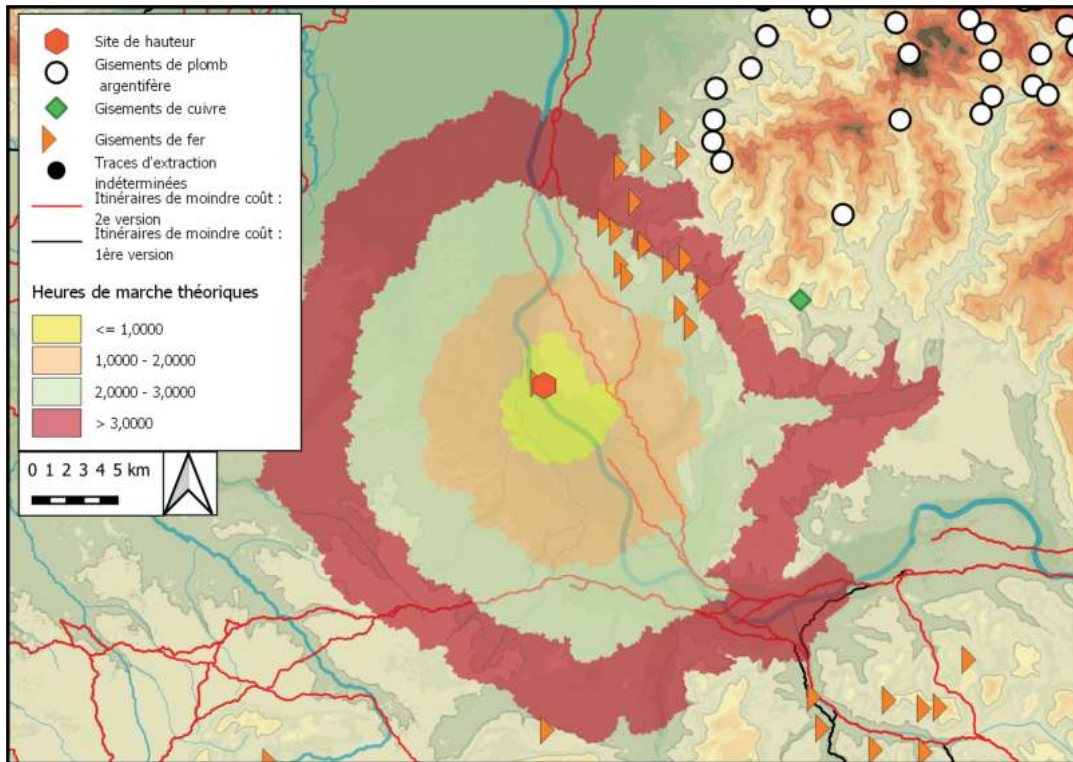 Site de hauteur
Gisements de plomb
argentifère
Gisements de cuivre
Gisements de fer
Traces d'extraction
indéterminées
Itinéraires de moindre coût :
2e version
Itinéraires de moindre coût :
1ère version
Heures de marche théoriques
<= 1,0000
1,0000 - 2,0000
2,0000 - 3,0000
> 3,0000
0 1 2 3 4 5 km